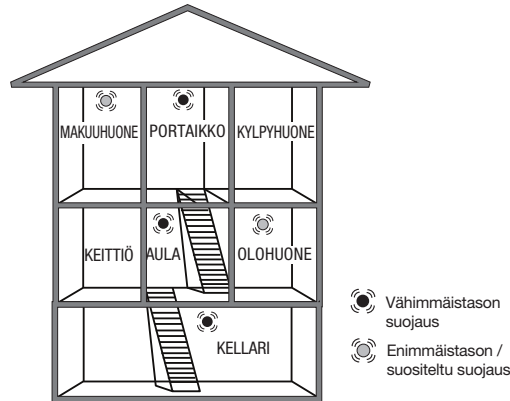 MAKUUHUONE
PORTAIKKO
KYLPYHUONE
KEITTIÖ
AULA
OLOHUONE
KELLARI
Vähimmäistason
suojaus
Enimmäistason /
suositeltu suojaus